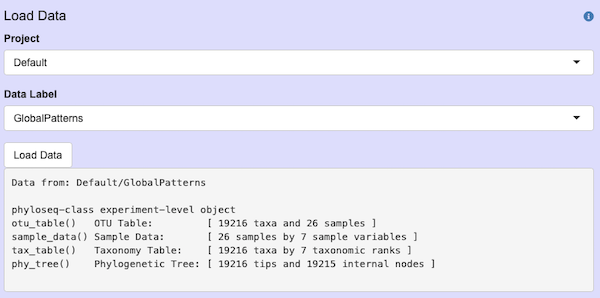 Load Data
Project
Default
Data Label
GlobalPatterns
Load Data
Data from: Default/GlobalPatterns
phyloseq-class experiment-level object
otu_table()   OTU Table:         [ 19216 taxa and 26 samples ]
sample_data() Sample Data:       [ 26 samples by 7 sample variables ]
tax_table()   Taxonomy Table:    [ 19216 taxa by 7 taxonomic ranks ]
phy_tree()    Phylogenetic Tree: [ 19216 tips and 19215 internal nodes ]